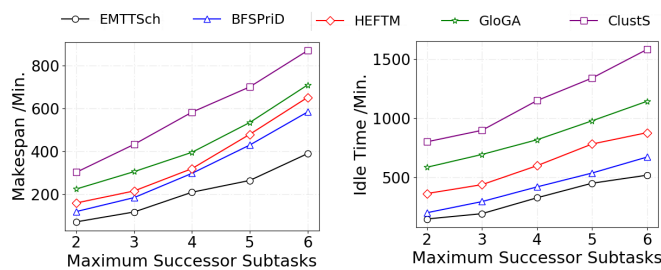 EMTTSch BFSPriD HEFTM GloGA ClustS
Makespan /Min.
800
600
400
200
2 3 4 5 6
Maximum Successor Subtasks
Idle Time /Min.
1500
1000
500
2 3 4 5 6
Maximum Successor Subtasks